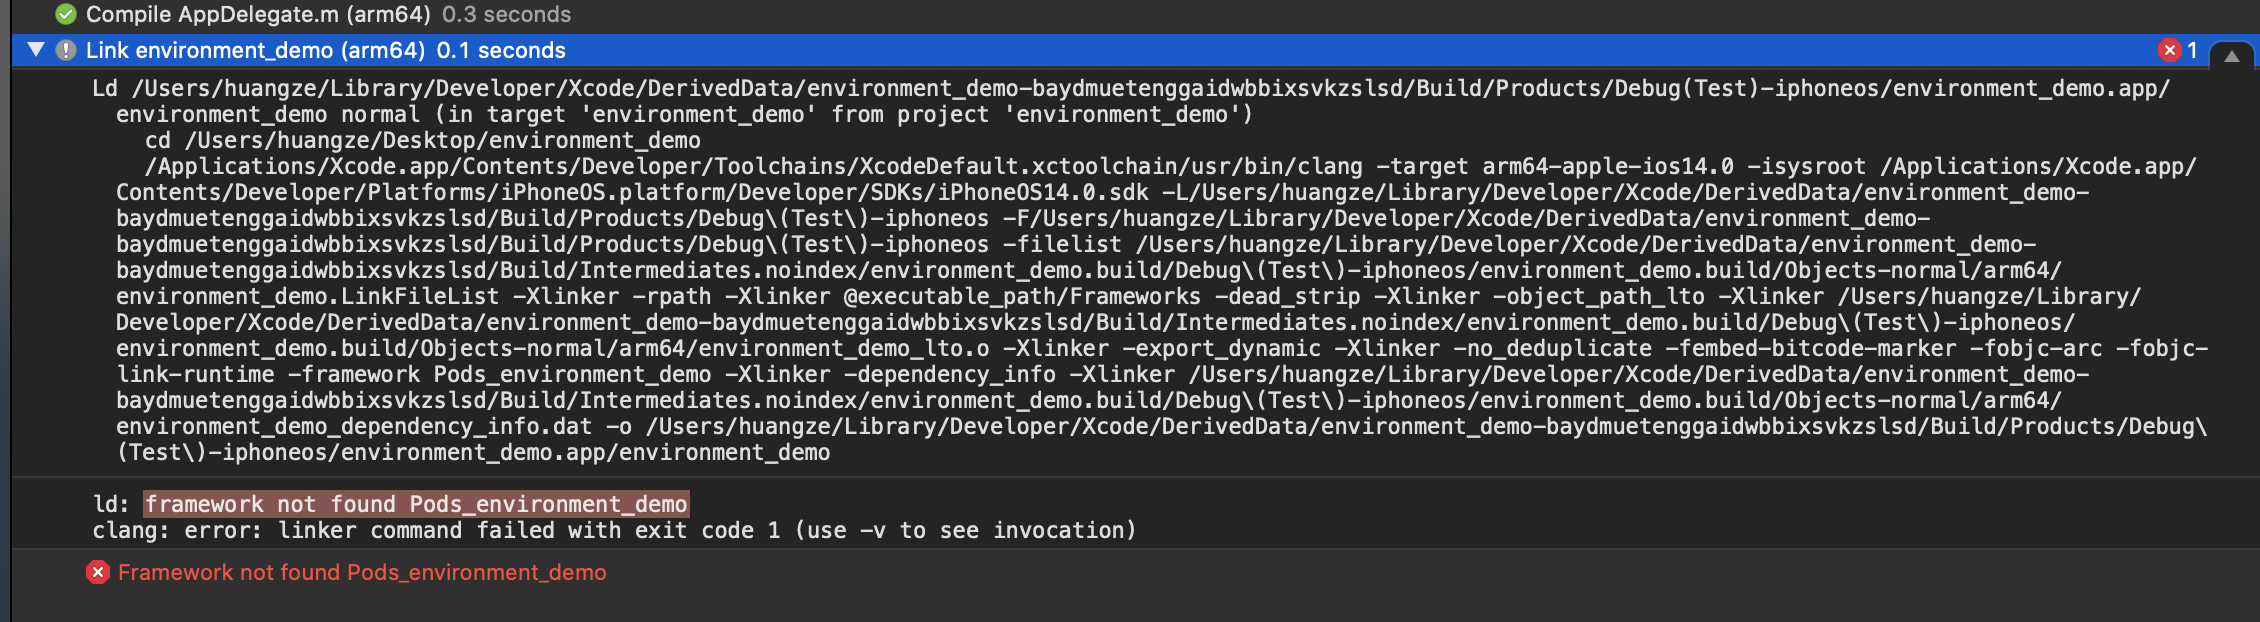 Compile AppDelegate.m (arm64) 0.3 seconds
Link environment_demo (arm64) 0.1 seconds
1
Ld /Users/huangze/Library/Developer/Xcode/DerivedData/environment_demo-baydmuetenggaidwbbixsvkzslsd/Build/Products/Debug(Test)-iphoneos/environment_demo.app/
environment_demo normal (in target 'environment_demo' from project 'environment_demo')
cd /Users/huangze/Desktop/environment_demo
/Applications/Xcode.app/Contents/Developer/Toolchains/XcodeDefault.xctoolchain/usr/bin/clang -target arm64-apple-ios14.0 -isysroot /Applications/Xcode.app/
Contents/Developer/Platforms/iPhoneOS.platform/Developer/SDKs/iPhoneOS14.0.sdk -L/Users/huangze/Library/Developer/Xcode/DerivedData/environment_demo-
baydmuetenggaidwbbixsvkzslsd/Build/Products/Debug\(Test\)-iphoneos -F/Users/huangze/Library/Developer/Xcode/DerivedData/environment_demo-
baydmuetenggaidwbbixsvkzslsd/Build/Products/Debug\(Test\)-iphoneos -filelist /Users/huangze/Library/Developer/Xcode/DerivedData/environment_demo-
baydmuetenggaidwbbixsvkzslsd/Build/Intermediates.noindex/environment_demo.build/Debug\(Test\)-iphoneos/environment_demo.build/Objects-normal/arm64/
environment_demo.LinkFileList -Xlinker -rpath -Xlinker @executable_path/Frameworks -dead_strip -Xlinker -object_path_lto -Xlinker /Users/huangze/Library/
Developer/Xcode/DerivedData/environment_demo-baydmuetenggaidwbbixsvkzslsd/Build/Intermediates.noindex/environment_demo.build/Debug\(Test\)-iphoneos/
environment_demo.build/Objects-normal/arm64/environment_demo_lto.o -Xlinker -export_dynamic -Xlinker -no_deduplicate -fembed-bitcode-marker -fobjc-arc -fobjc-
link-runtime -framework Pods_environment_demo -Xlinker -dependency_info -Xlinker /Users/huangze/Library/Developer/Xcode/DerivedData/environment_demo-
baydmuetenggaidwbbixsvkzslsd/Build/Intermediates.noindex/environment_demo.build/Debug\(Test\)-iphoneos/environment_demo.build/Objects-normal/arm64/
environment_demo_dependency_info.dat -o /Users/huangze/Library/Developer/Xcode/DerivedData/environment_demo-baydmuetenggaidwbbixsvkzslsd/Build/Products/Debug\
(Test\)-iphoneos/environment_demo.app/environment_demo
ld: framework not found Pods_environment_demo
clang: error: linker command failed with exit code 1 (use -v to see invocation)
Framework not found Pods_environment_demo